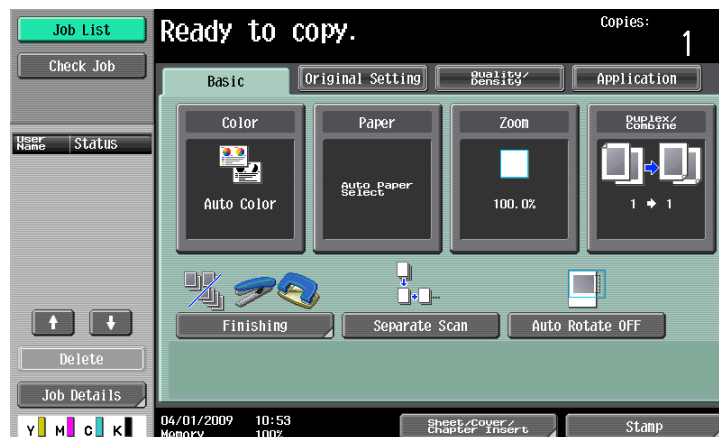 Job List
Check Job
User Name
Status
Delete
Job Details
Y M C K
Ready to copy.
Copies:
1
Basic
Original Setting
Quality/
Density
Application
Color
Auto Color
Paper
Auto Paper
Select
Zoom
100.0%
Duplex/
Combine
1 → 1
Finishing
Separate Scan
Auto Rotate OFF
04/01/2009 10:53
Memory 100%
Sheet/Cover/
Chapter Insert
Stamp